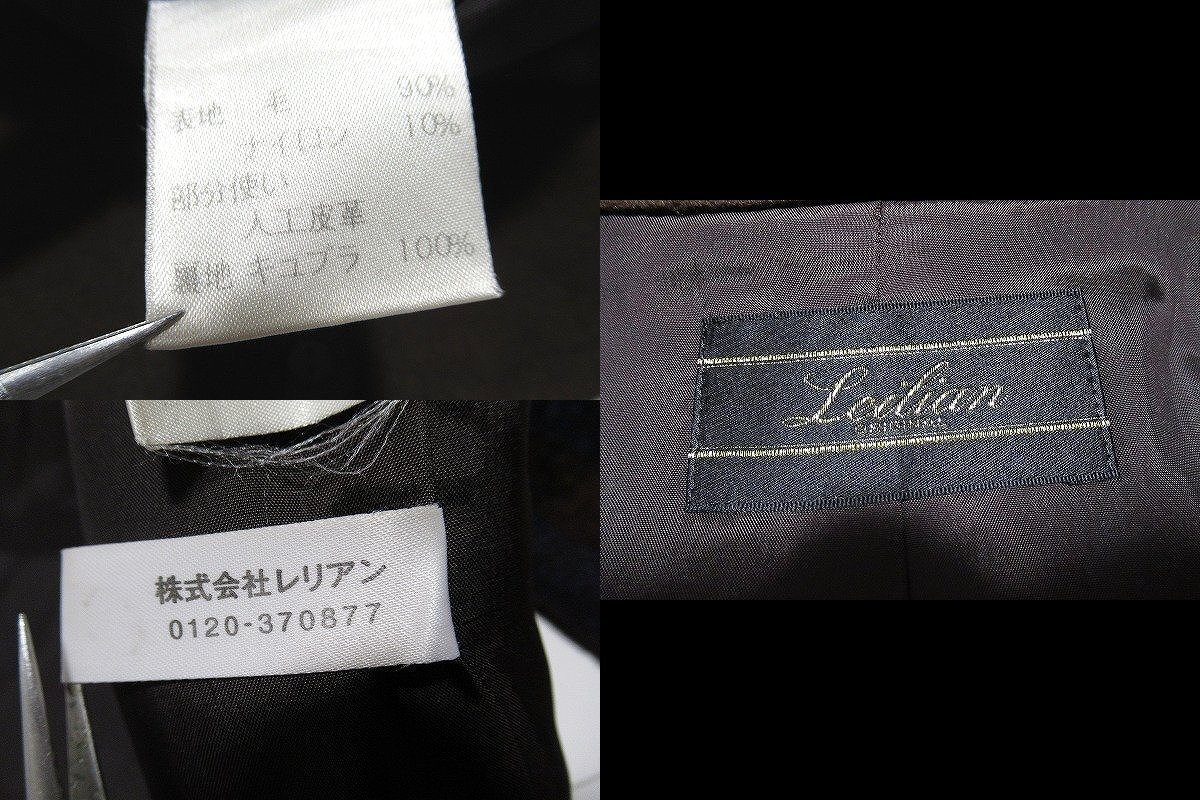 表地 毛 90%
ナイロン 10%
部分使い
人工皮革
裏地 キュプラ 100%
株式会社レリアン
0120-370877
Leilian
ORIGINAL